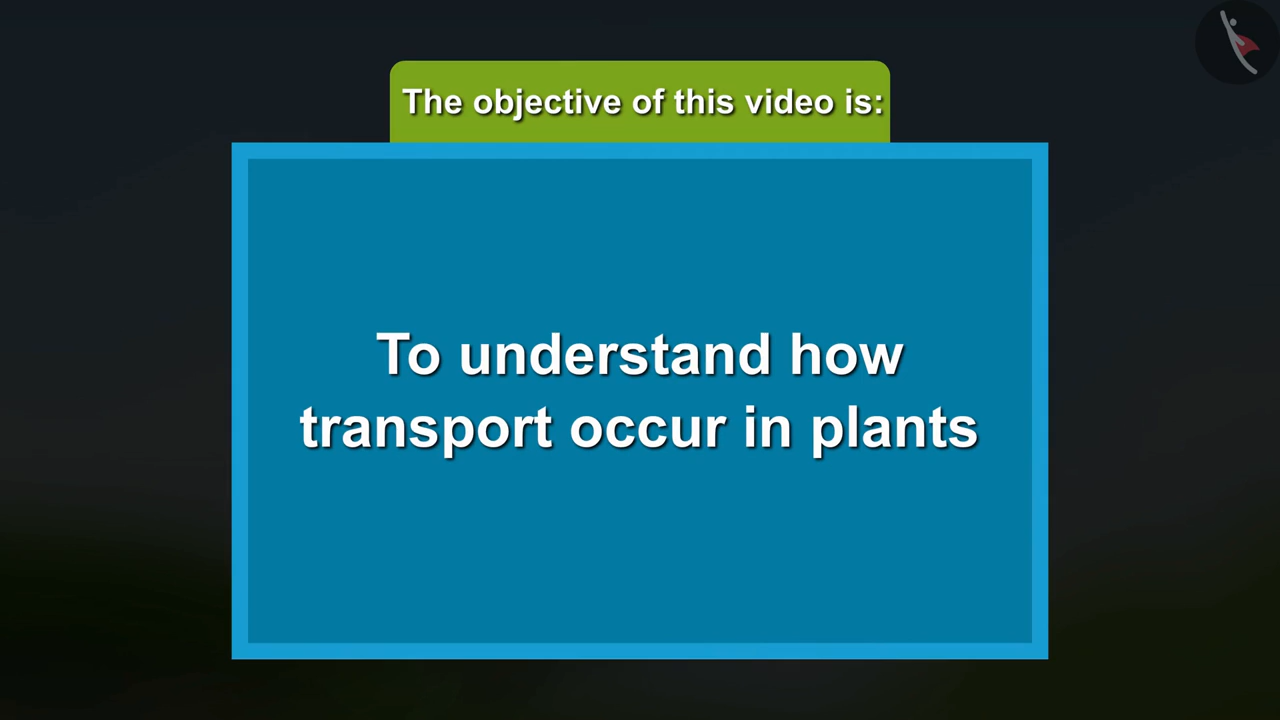 The objective of this video is:
To understand how
transport occur in plants